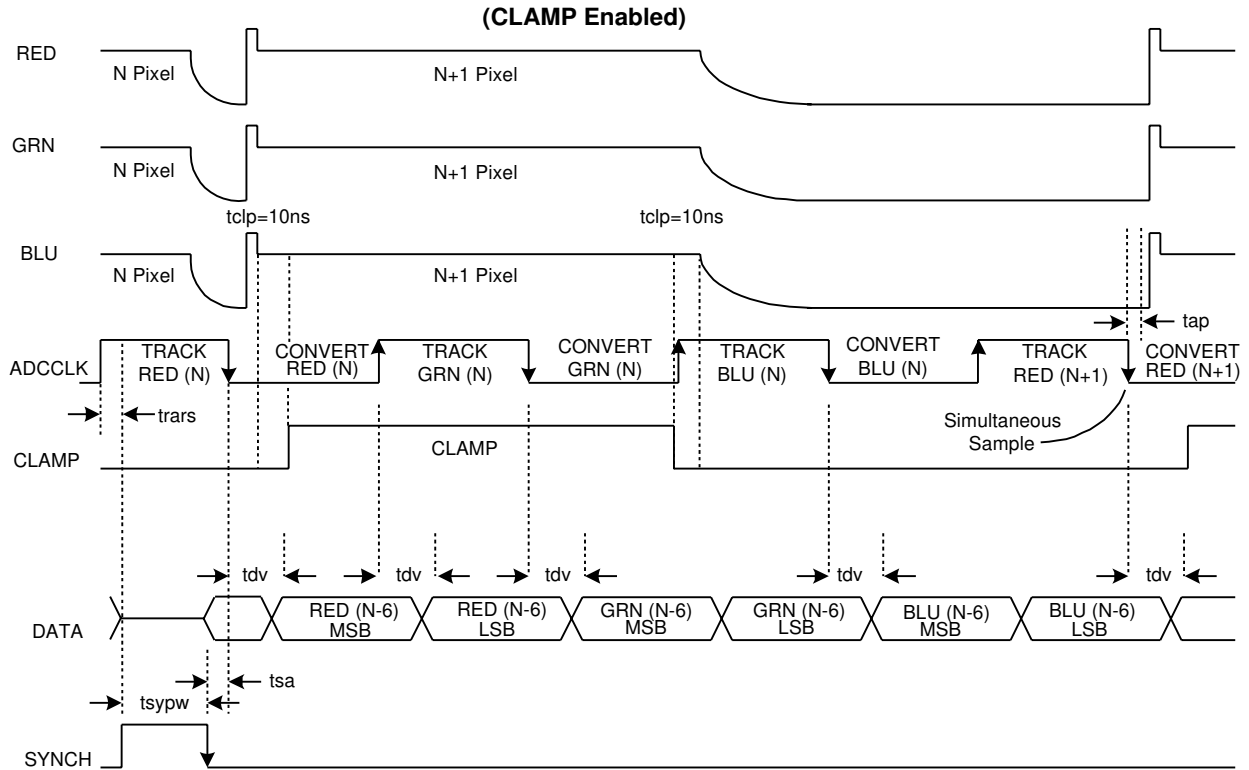 (CLAMP Enabled)
RED
N Pixel
N+1 Pixel
GRN
N Pixel
N+1 Pixel
tclp=10ns
tclp=10ns
BLU
N Pixel
N+1 Pixel
tap
ADCCLK
TRACK
RED (N)
CONVERT
RED (N)
TRACK
GRN (N)
CONVERT
GRN (N)
TRACK
BLU (N)
CONVERT
BLU (N)
TRACK
RED (N+1)
CONVERT
RED (N+1)
trars
Simultaneous
Sample
CLAMP
CLAMP
tdv
tdv
tdv
tdv
tdv
DATA
RED (N-6)
MSB
RED (N-6)
LSB
GRN (N-6)
MSB
GRN (N-6)
LSB
BLU (N-6)
MSB
BLU (N-6)
LSB
tsa
tsypw
SYNCH